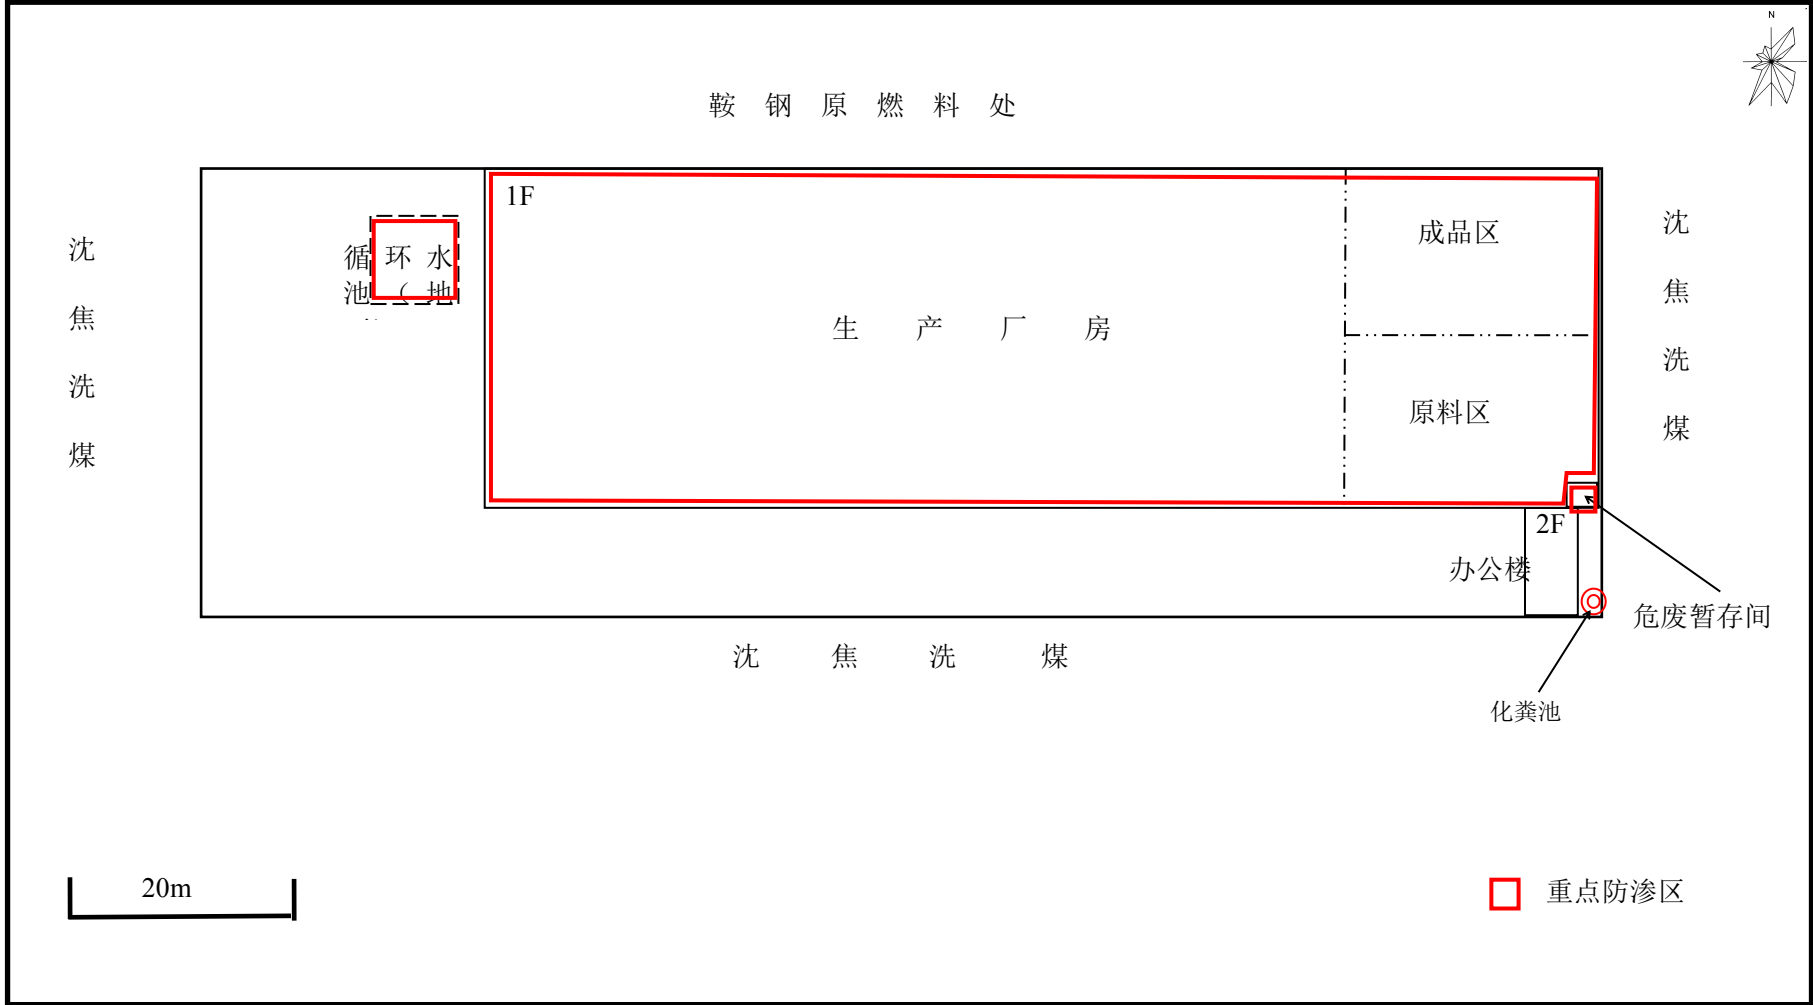 N
鞍钢原燃料处
1F
沈焦洗煤
循环水
池（地
生产厂房
成品区
原料区
沈焦洗煤
2F
办公楼
危废暂存间
沈焦洗煤
化粪池
20m
重点防渗区